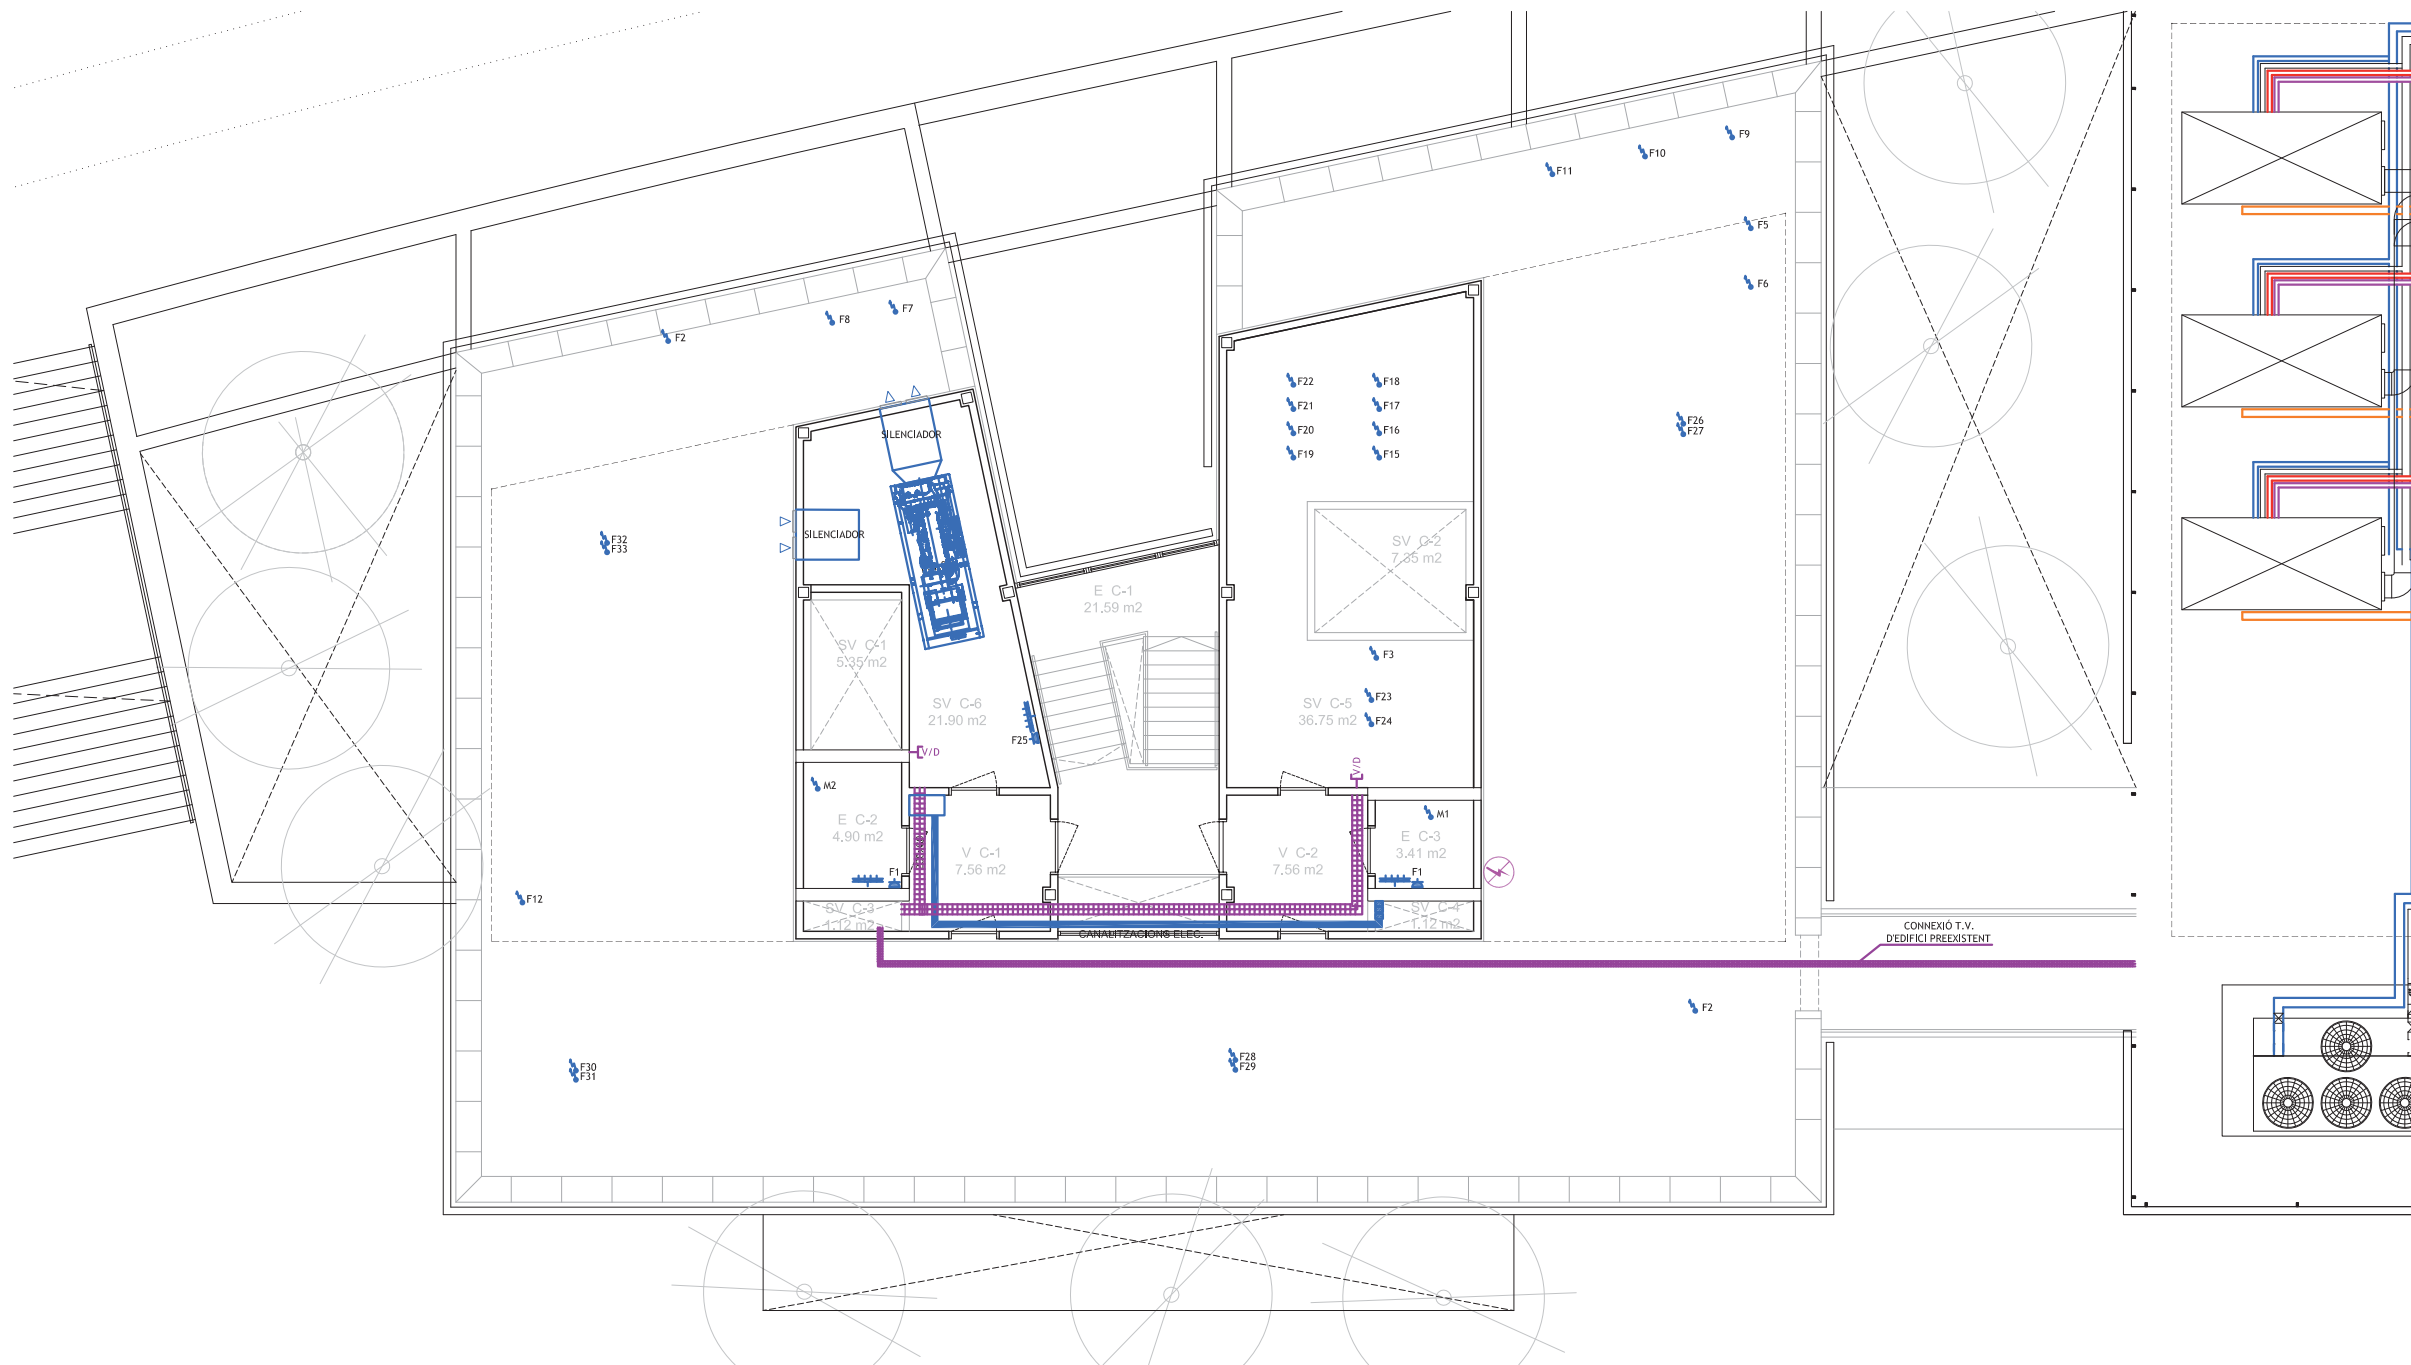 F9
F10
F11
F5
F6
F7
F8
F2
F22
F18
F21
F17
F20
F16
F19
F15
F26
F27
SILENCIADOR
SILENCIADOR
F32
F33
SV C-2
7.35 m2
E C-1
21.59 m2
SV C-1
5.35 m2
F3
SV C-6
21.90 m2
SV C-5
36.75 m2
F23
F24
F25
V/D
V/D
M2
M1
E C-2
4.90 m2
V C-1
7.56 m2
V C-2
7.56 m2
E C-3
3.41 m2
F1
F1
F12
SV C-3
1.12 m2
SV C-4
1.12 m2
CANALITZACIONS ELEC.
CONNEXIÓ T.V.
D'EDIFICI PREEXISTENT
F2
F28
F29
F30
F31